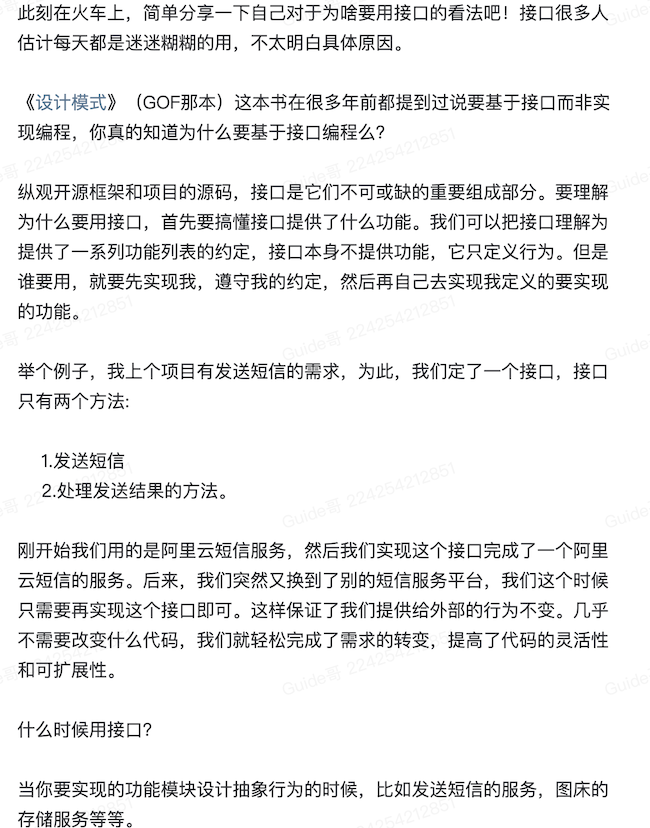 此刻在火车上，简单分享一下自己对于为啥要用接口的看法吧！接口很多人
估计每天都是迷迷糊糊的用，不太明白具体原因。
《设计模式》（GOF那本）这本书在很多年前都提到过说要基于接口而非实
现编程，你真的知道为什么要基于接口编程么？
纵观开源框架和项目的源码，接口是它们不可或缺的重要组成部分。要理解
为什么要用接口，首先要搞懂接口提供了什么功能。我们可以把接口理解为
提供了一系列功能列表的约定，接口本身不提供功能，它只定义行为。但是
谁要用，就要先实现我，遵守我的约定，然后再自己去实现我定义的要实现
的功能。
举个例子，我上个项目有发送短信的需求，为此，我们定了一个接口，接口
只有两个方法:
1.发送短信
2.处理发送结果的方法。
刚开始我们用的是阿里云短信服务，然后我们实现这个接口完成了一个阿里
云短信的服务。后来，我们突然又换到了别的短信服务平台，我们这个时候
只需要再实现这个接口即可。这样保证了我们提供给外部的行为不变。几乎
不需要改变什么代码，我们就轻松完成了需求的转变，提高了代码的灵活性
和可扩展性。
什么时候用接口？
当你要实现的功能模块设计抽象行为的时候，比如发送短信的服务，图床的
存储服务等等。
Guide哥 224254212851